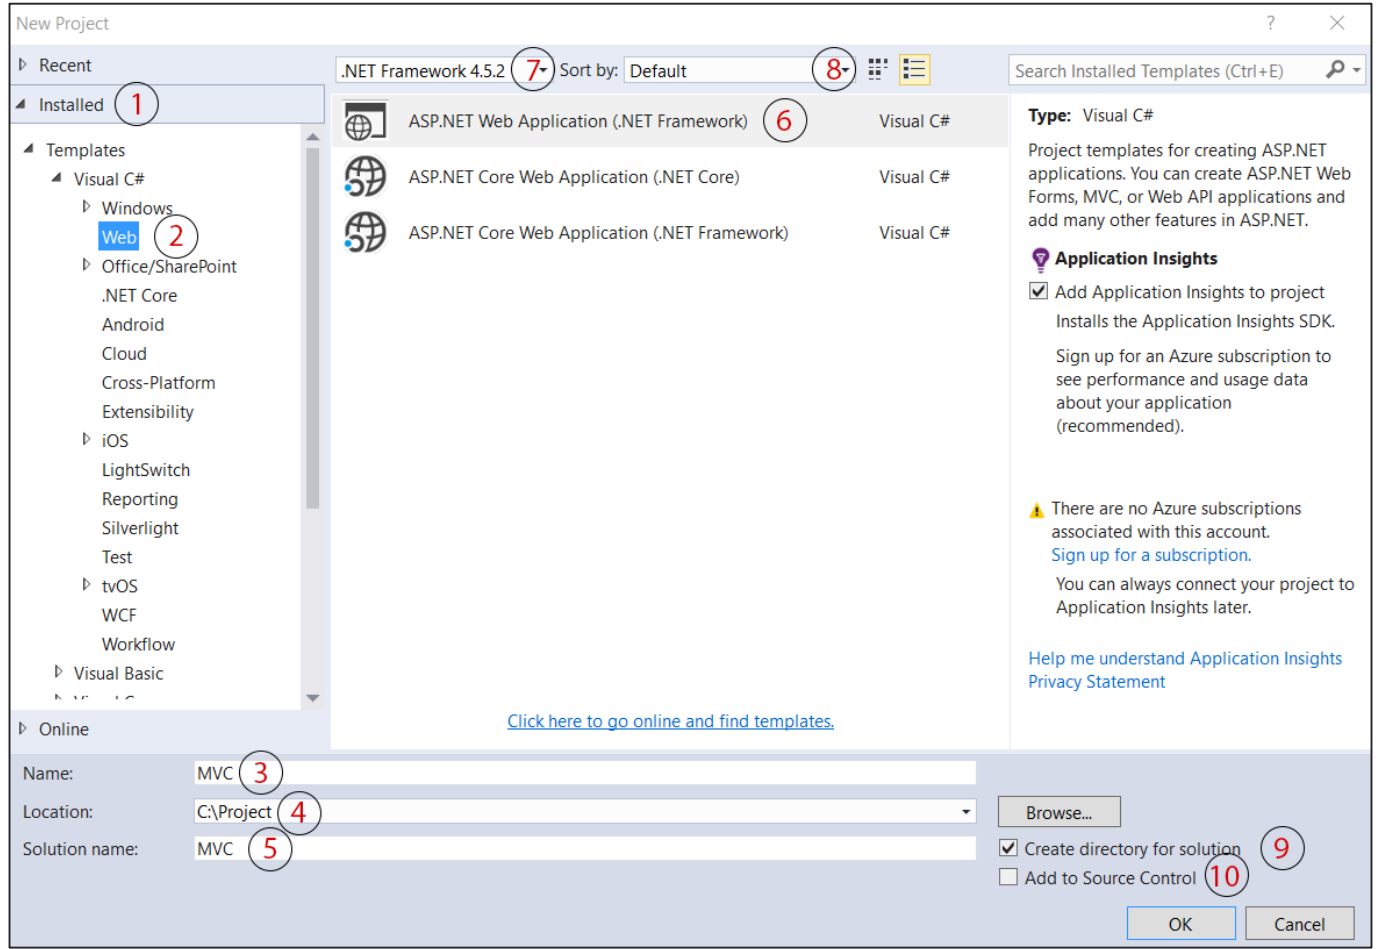 New Project ? ×
Recent
Installed 1
Templates
Visual C#
Windows
Web 2
Office/SharePoint
.NET Core
Android
Cloud
Cross-Platform
Extensibility
iOS
LightSwitch
Reporting
Silverlight
Test
tvOS
WCF
Workflow
Visual Basic
Online
.NET Framework 4.5.2 7 Sort by: Default 8
ASP.NET Web Application (.NET Framework) 6 Visual C#
ASP.NET Core Web Application (.NET Core) Visual C#
ASP.NET Core Web Application (.NET Framework) Visual C#
Click here to go online and find templates.
Search Installed Templates (Ctrl+E)
Type: Visual C#
Project templates for creating ASP.NET
applications. You can create ASP.NET Web
Forms, MVC, or Web API applications and
add many other features in ASP.NET.
Application Insights
Add Application Insights to project
Installs the Application Insights SDK.
Sign up for an Azure subscription to
see performance and usage data
about your application
(recommended).
There are no Azure subscriptions
associated with this account.
Sign up for a subscription.
You can always connect your project to
Application Insights later.
Help me understand Application Insights
Privacy Statement
Name: MVC 3
Location: C:\Project 4 Browse...
Solution name: MVC 5 Create directory for solution 9
Add to Source Control 10
OK Cancel